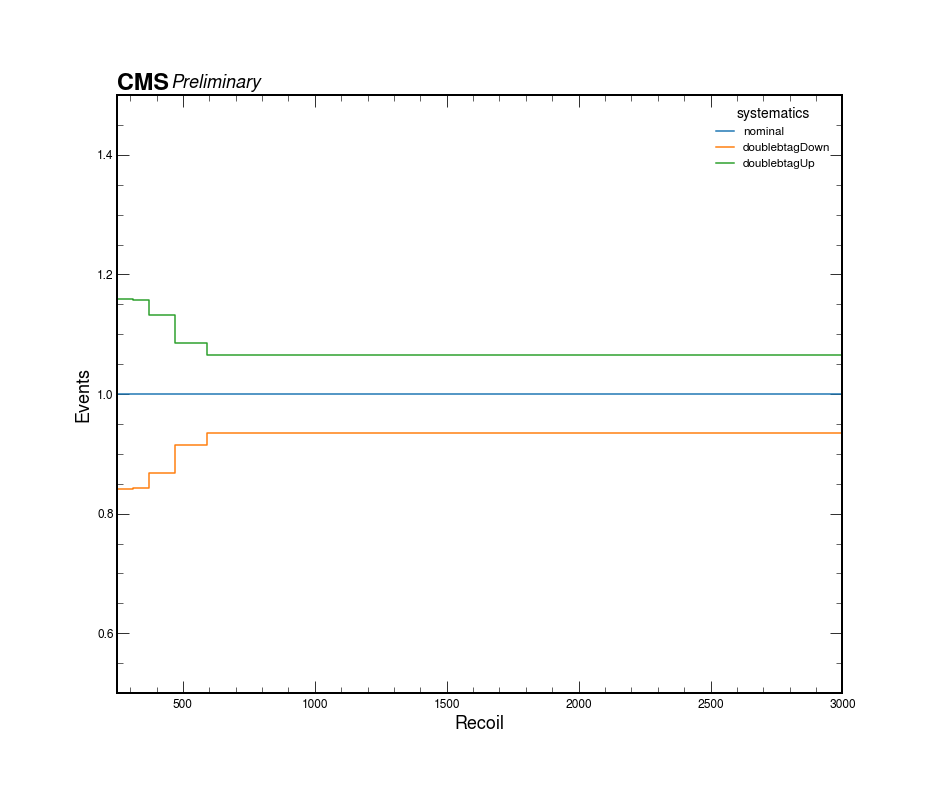 CMS Preliminary
systematics
nominal
doublebtagDown
doublebtagUp
1.4
1.2
1.0
0.8
0.6
Events
500 1000 1500 2000 2500 3000
Recoil